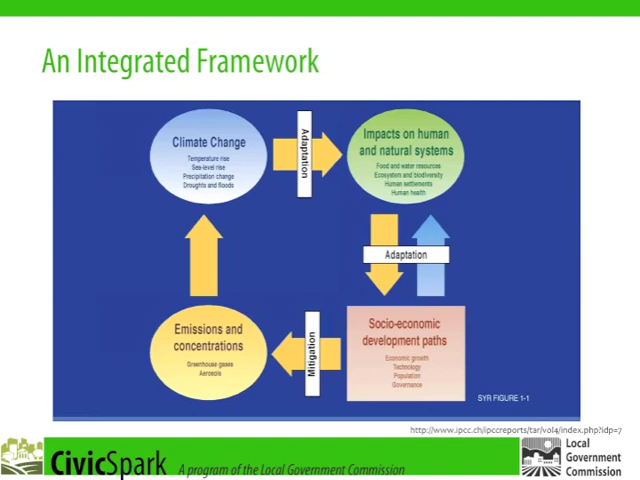 An Integrated Framework
Climate Change
Temperature rise
Sea-level rise
Precipitation change
Droughts and floods
Adaptation
Impacts on human
and natural systems
Food and water resources
Ecosystem and biodiversity
Human settlements
Human health
Adaptation
Emissions and
concentrations
Greenhouse gases
Aerosols
Mitigation
Socio-economic
development paths
Economic growth
Technology
Population
Governance
SYR FIGURE 1-1
http://www.ipcc.ch/ipccreports/tar/vol4/index.php?idp=7
CivicSpark A program of the Local Government Commission
Local
Government
Commission